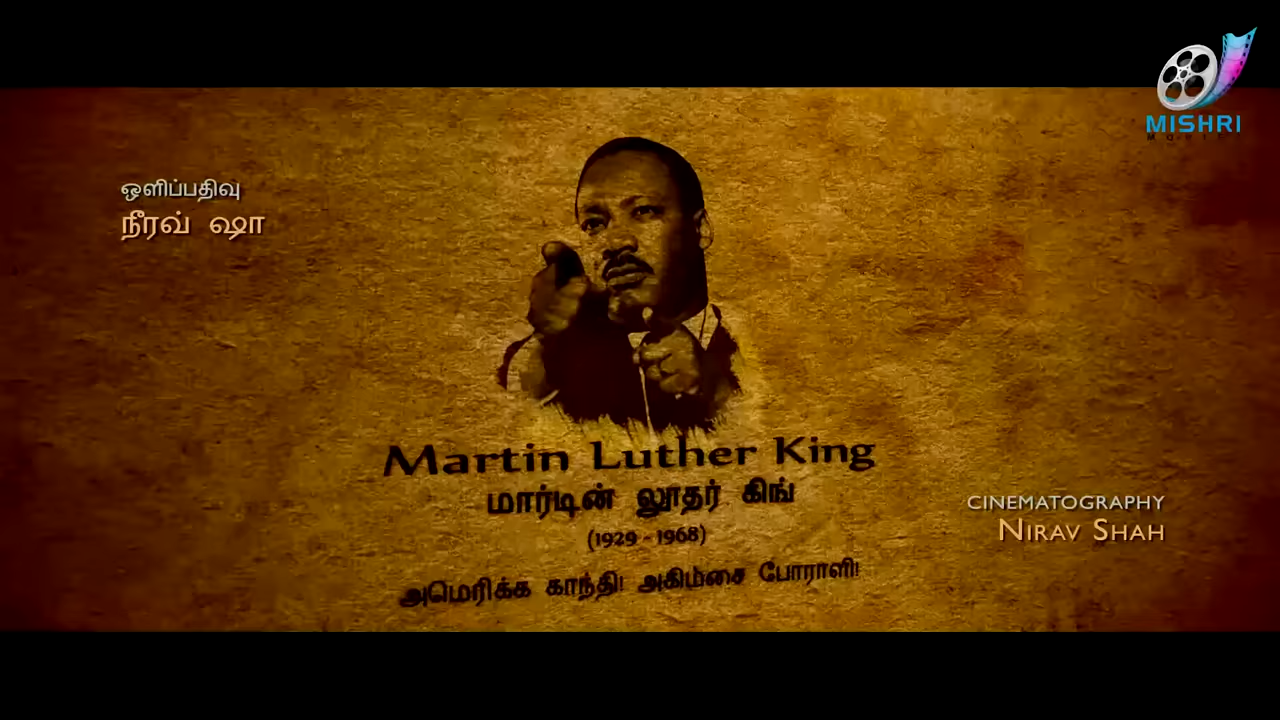 MISHRI
ஒளிப்பதிவு
நீரவ் ஷா
Martin Luther King
மார்டின் லூதர் கிங்
(1929 - 1968)
அமெரிக்க காந்தி! அகிம்சை போராளி!
CINEMATOGRAPHY
NIRAV SHAH